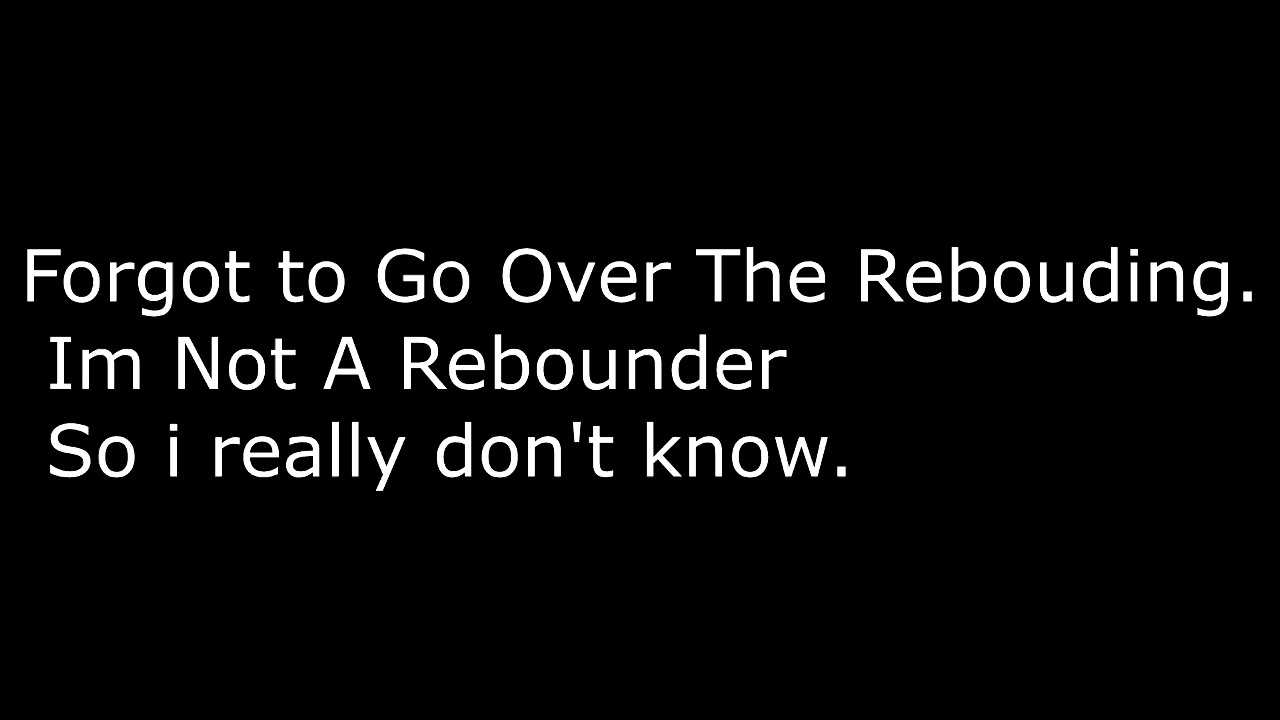 Forgot to Go Over The Rebouding.
Im Not A Rebounder
So i really don't know.